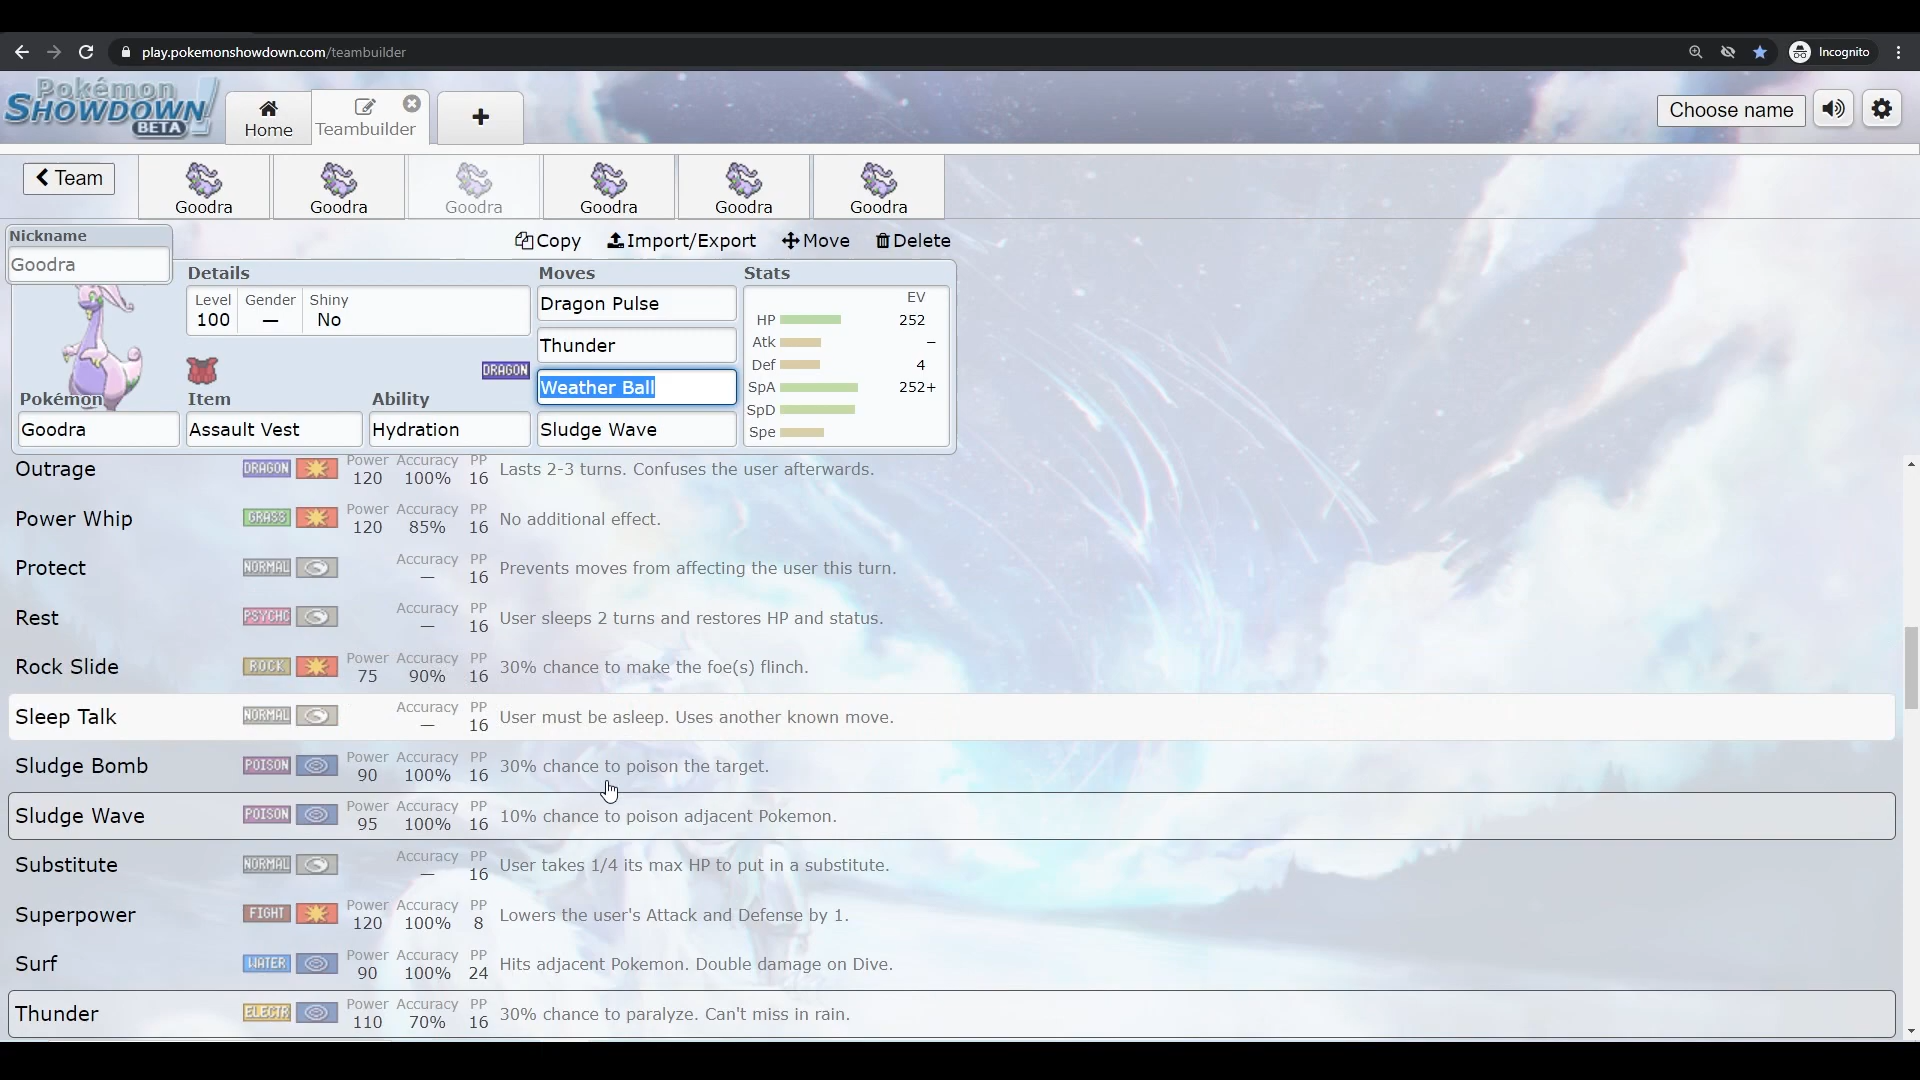 play.pokemonshowdown.com/teambuilder
Incognito
Pokémon
SHOWDOWN!
BETA
Home
Teambuilder
+
Choose name
Team
Goodra
Goodra
Goodra
Goodra
Goodra
Goodra
Nickname
Goodra
Copy
Import/Export
Move
Delete
Details
Moves
Stats
Level
100
Gender
—
Shiny
No
DRAGON
Pokémon
Goodra
Item
Assault Vest
Ability
Hydration
Dragon Pulse
Thunder
Weather Ball
Sludge Wave
EV
HP 252
Atk –
Def 4
SpA 252+
SpD
Spe
Outrage DRAGON Power 120 Accuracy 100% PP 16 Lasts 2-3 turns. Confuses the user afterwards.
Power Whip GRASS Power 120 Accuracy 85% PP 16 No additional effect.
Protect NORMAL Accuracy — PP 16 Prevents moves from affecting the user this turn.
Rest PSYCHC Accuracy — PP 16 User sleeps 2 turns and restores HP and status.
Rock Slide ROCK Power 75 Accuracy 90% PP 16 30% chance to make the foe(s) flinch.
Sleep Talk NORMAL Accuracy — PP 16 User must be asleep. Uses another known move.
Sludge Bomb POISON Power 90 Accuracy 100% PP 16 30% chance to poison the target.
Sludge Wave POISON Power 95 Accuracy 100% PP 16 10% chance to poison adjacent Pokemon.
Substitute NORMAL Accuracy — PP 16 User takes 1/4 its max HP to put in a substitute.
Superpower FIGHT Power 120 Accuracy 100% PP 8 Lowers the user's Attack and Defense by 1.
Surf WATER Power 90 Accuracy 100% PP 24 Hits adjacent Pokemon. Double damage on Dive.
Thunder ELECTR Power 110 Accuracy 70% PP 16 30% chance to paralyze. Can't miss in rain.